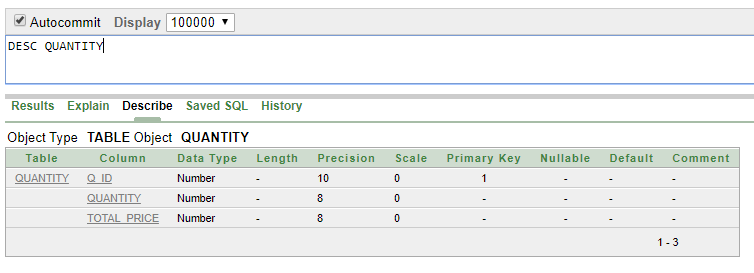 Autocommit Display 100000
DESC QUANTITY
Results Explain Describe Saved SQL History
Object Type TABLE Object QUANTITY
Table Column Data Type Length Precision Scale Primary Key Nullable Default Comment
QUANTITY Q_ID Number - 10 0 1 - - -
QUANTITY Number - 8 0 - - - -
TOTAL_PRICE Number - 8 0 - - - -
1 - 3